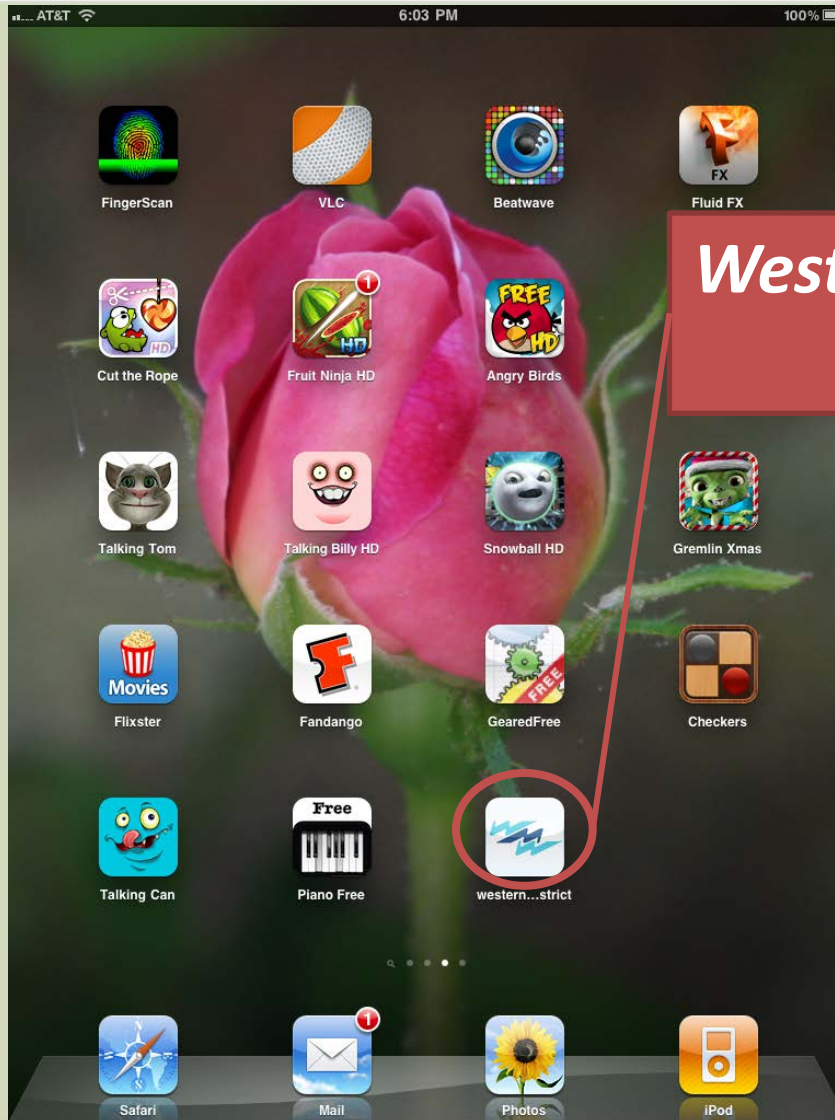 AT&T 6:03 PM 100%
FX
FingerScan VLC Beatwave Fluid FX
West
HD HD FREE HD
1
Cut the Rope Fruit Ninja HD Angry Birds
Talking Tom Talking Billy HD Snowball HD Gremlin Xmas
Movies F FREE
Flixster Fandango GearedFree Checkers
Free
Talking Can Piano Free western...strict
1
Safari Mail Photos iPod